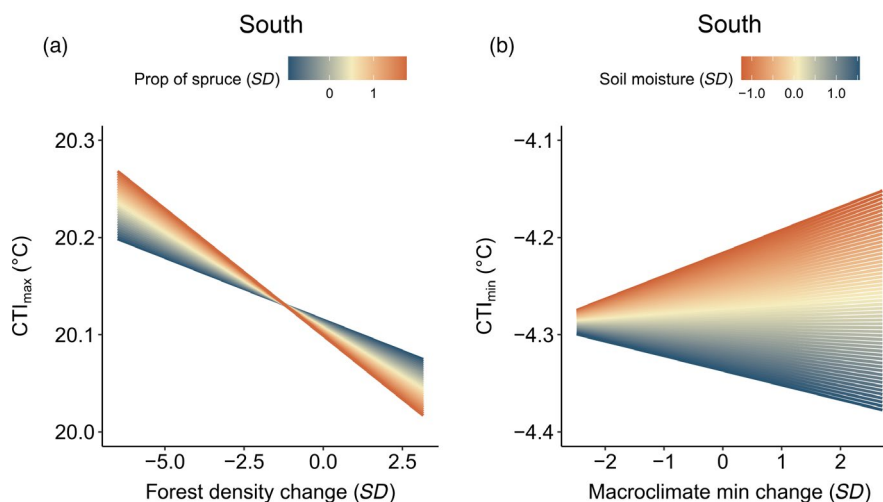 South
(a)
Prop of spruce (SD)
0 1
20.3
20.2
20.1
20.0
CTImax (°C)
−5.0 −2.5 0.0 2.5
Forest density change (SD)
South
(b)
Soil moisture (SD)
−1.0 0.0 1.0
−4.1
−4.2
−4.3
−4.4
CTImin (°C)
−2 −1 0 1 2
Macroclimate min change (SD)